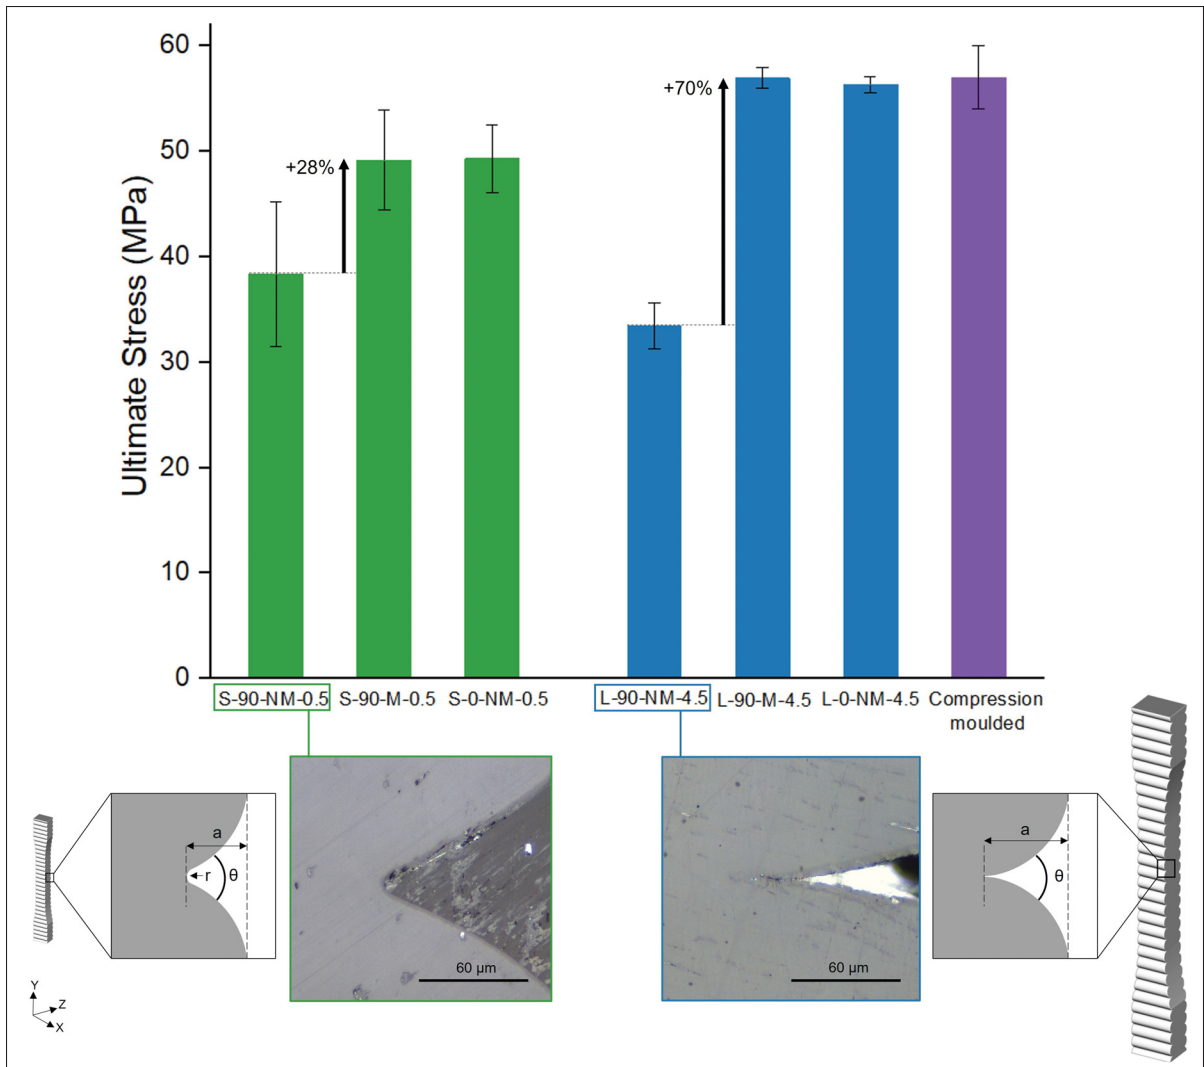 60
50
40
30
20
10
0
Ultimate Stress (MPa)
+28%
+70%
S-90-NM-0.5
S-90-M-0.5
S-0-NM-0.5
L-90-NM-4.5
L-90-M-4.5
L-0-NM-4.5
Compression
moulded
a
r
θ
60 µm
60 µm
a
θ
Y
Z
X